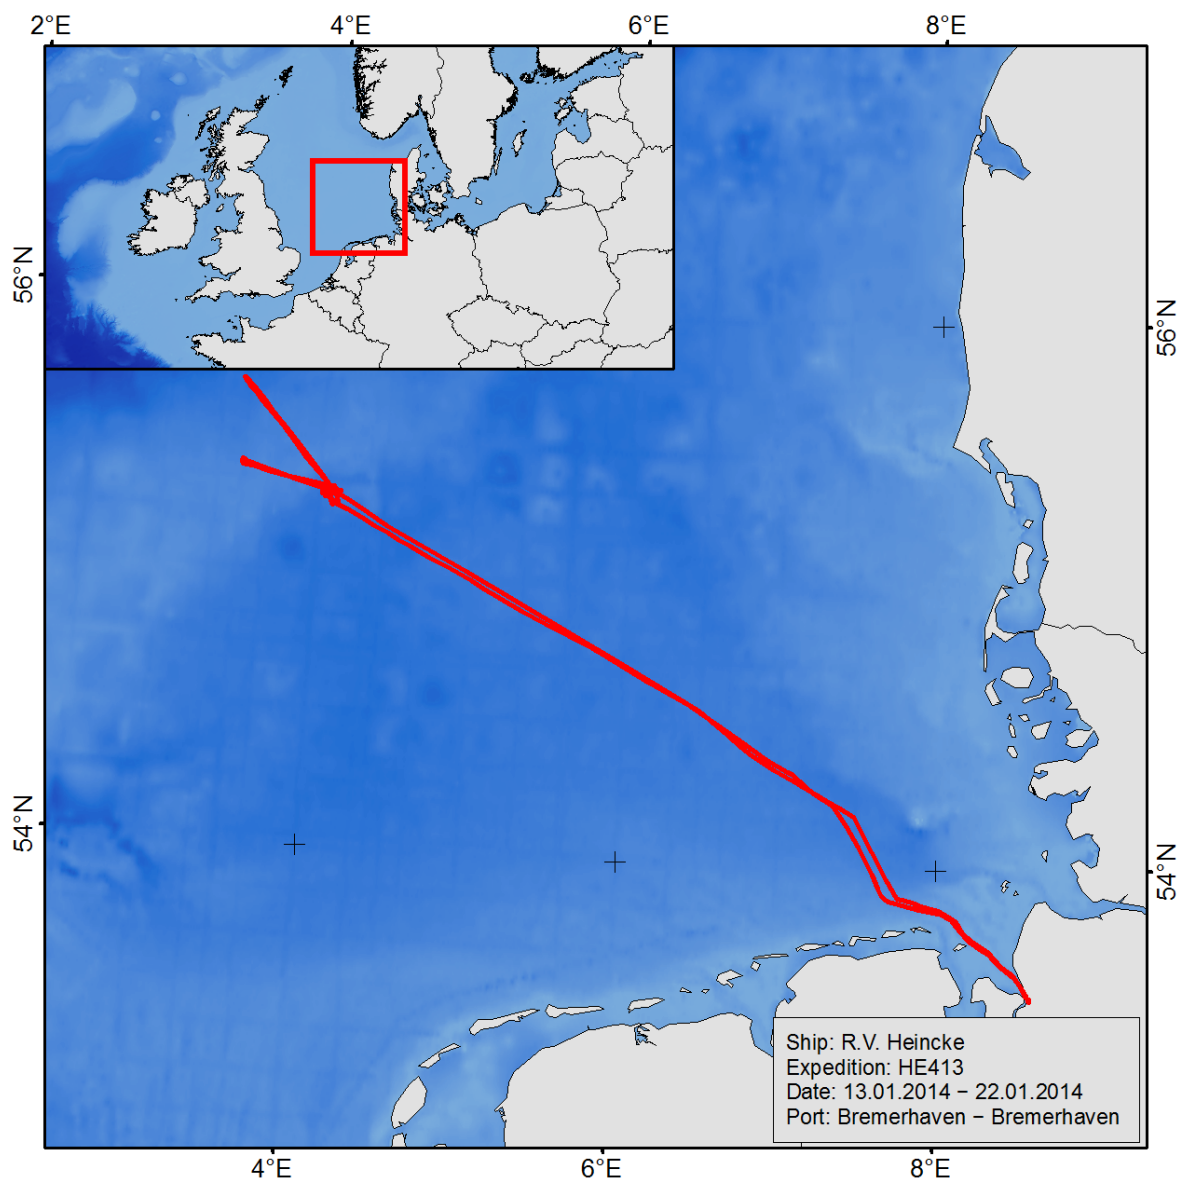 2°E 4°E 6°E 8°E
56°N
56°N
54°N
54°N
Ship: R.V. Heincke
Expedition: HE413
Date: 13.01.2014 − 22.01.2014
Port: Bremerhaven − Bremerhaven
4°E 6°E 8°E